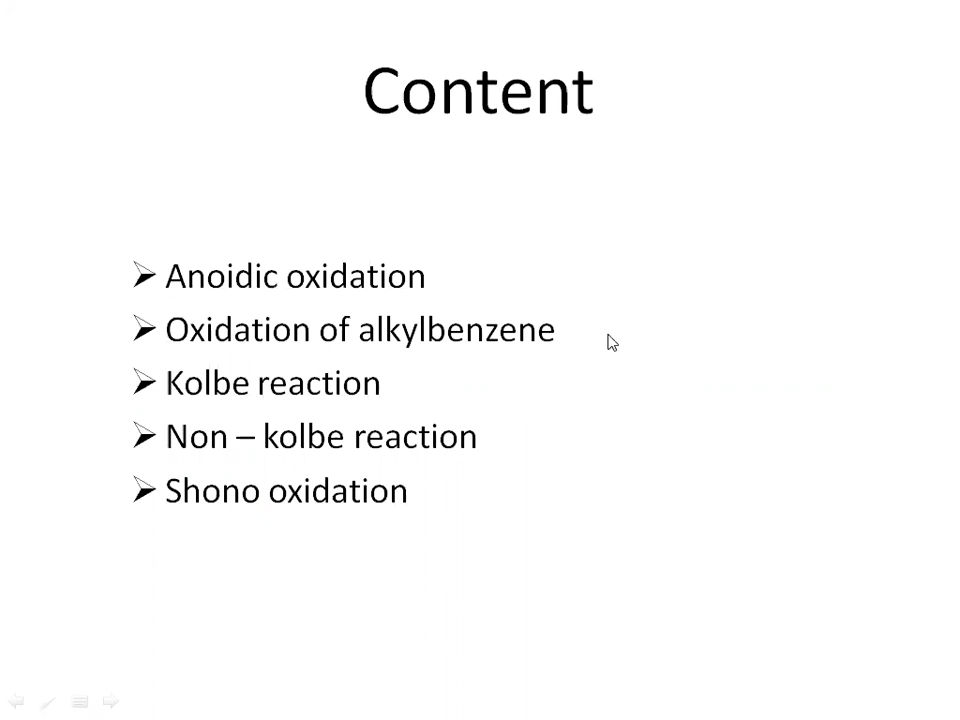 Content
➢ Anoidic oxidation
➢ Oxidation of alkylbenzene
➢ Kolbe reaction
➢ Non – kolbe reaction
➢ Shono oxidation